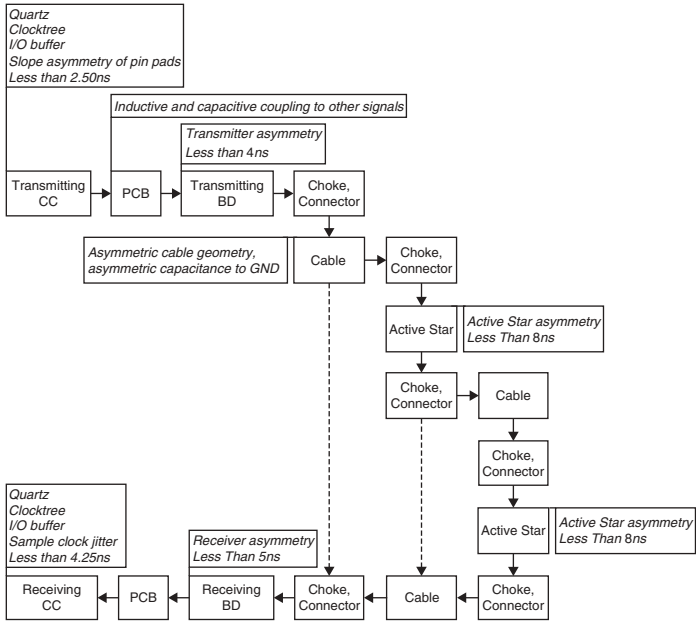 Quartz
Clocktree
I/O buffer
Slope asymmetry of pin pads
Less than 2.50ns
Inductive and capacitive coupling to other signals
Transmitter asymmetry
Less than 4ns
Transmitting
CC
PCB
Transmitting
BD
Choke,
Connector
Asymmetric cable geometry,
asymmetric capacitance to GND
Cable
Choke,
Connector
Active Star
Active Star asymmetry
Less Than 8ns
Choke,
Connector
Cable
Choke,
Connector
Quartz
Clocktree
I/O buffer
Sample clock jitter
Less than 4.25ns
Receiver asymmetry
Less Than 5ns
Active Star
Active Star asymmetry
Less Than 8ns
Receiving
CC
PCB
Receiving
BD
Choke,
Connector
Cable
Choke,
Connector